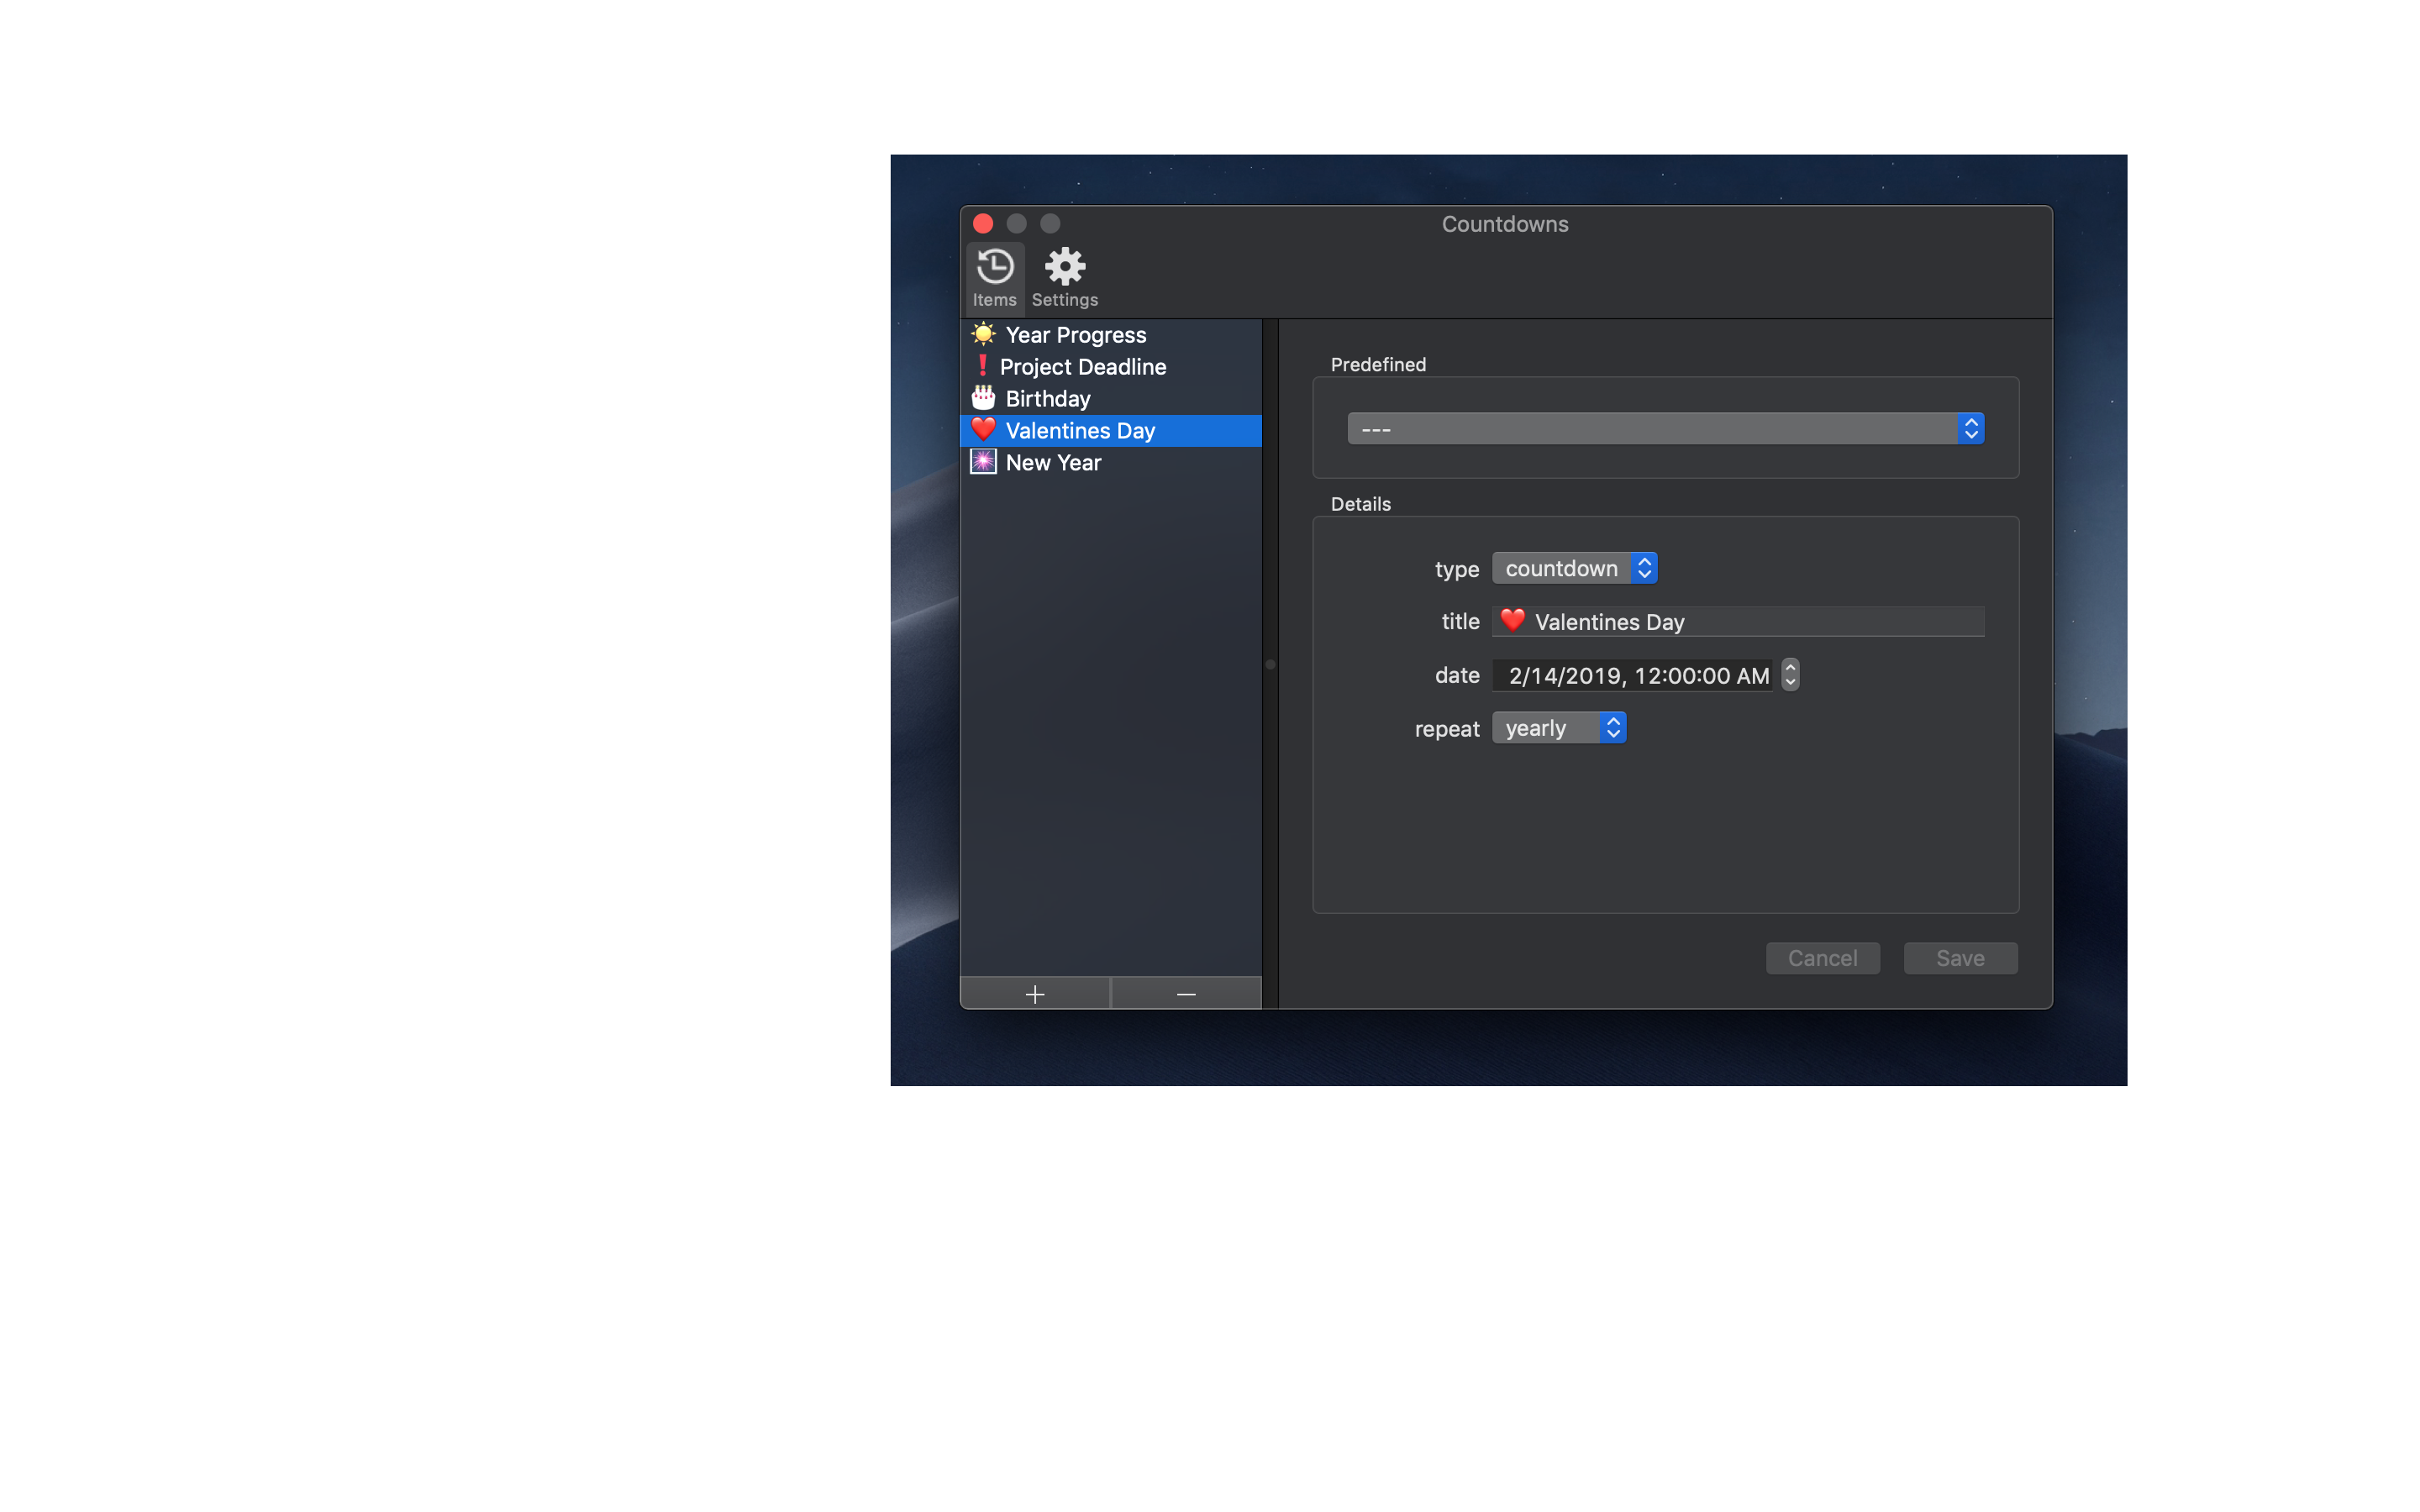 Countdowns
Items Settings
☀️ Year Progress
❗ Project Deadline
🎂 Birthday
❤️ Valentines Day
🎆 New Year
Predefined
---
Details
type countdown
title ❤️ Valentines Day
date 2/14/2019, 12:00:00 AM
repeat yearly
Cancel Save